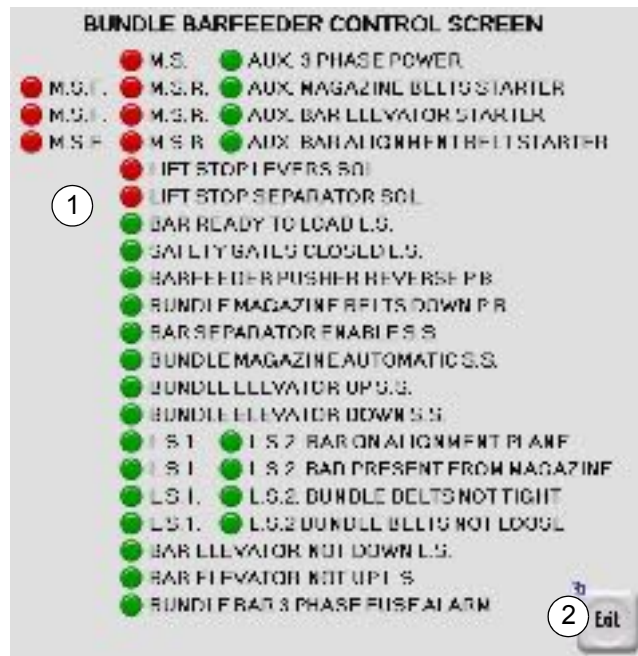 BUNDLE BARFEEDER CONTROL SCREEN
M.S. AUX. 3 PHASE POWER
M.S.F. M.S.R. AUX. MAGAZINE BELTS STARTER
M.S.F. M.S.R. AUX. BAR ELEVATOR STARTER
M.S.F. M.S.R. AUX. BAR ALIGNMENT BELT STARTER
LIFT STOP LEVERS SOL
LIFT STOP SEPARATOR SOL
1
BAR READY TO LOAD L.S.
SAFETY GATES CLOSED L.S.
BARFEEDER PUSHER REVERSE P.B.
BUNDLE MAGAZINE BELTS DOWN P.B.
BAR SEPARATOR ENABLE S.S.
BUNDLE MAGAZINE AUTOMATIC S.S.
BUNDLE ELEVATOR UP S.S.
BUNDLE ELEVATOR DOWN S.S.
L.S.1. L.S.2. BAR ON ALIGNMENT PLANE
L.S.1. L.S.2. BAR PRESENT FROM MAGAZINE
L.S.1. L.S.2. BUNDLE BELTS NOT TIGHT
L.S.1. L.S.2 BUNDLE BELTS NOT LOOSE
BAR ELEVATOR NOT DOWN L.S.
BAR ELEVATOR NOT UP L.S.
BUNDLE BAR 3 PHASE FUSE ALARM
2 Exit